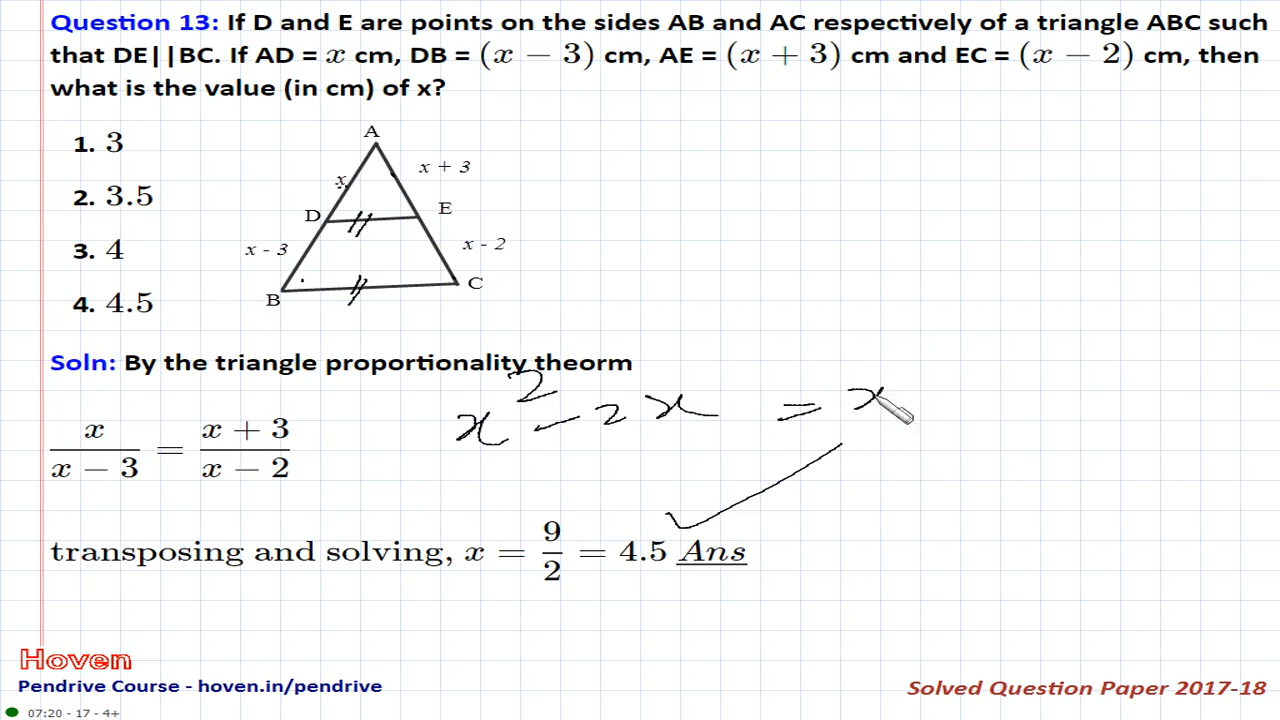 Question 13: If D and E are points on the sides AB and AC respectively of a triangle ABC such
that DE||BC. If AD = x cm, DB = (x − 3) cm, AE = (x + 3) cm and EC = (x − 2) cm, then
what is the value (in cm) of x?
1. 3
2. 3.5
3. 4
4. 4.5
A
x
x + 3
D
E
x - 3
x - 2
B
C
Soln: By the triangle proportionality theorm
x² − 2x = x
x/(x − 3) = (x + 3)/(x − 2)
transposing and solving, x = 9/2 = 4.5 Ans
Hoven
Pendrive Course - hoven.in/pendrive
Solved Question Paper 2017-18
07:20 - 17 - 4+